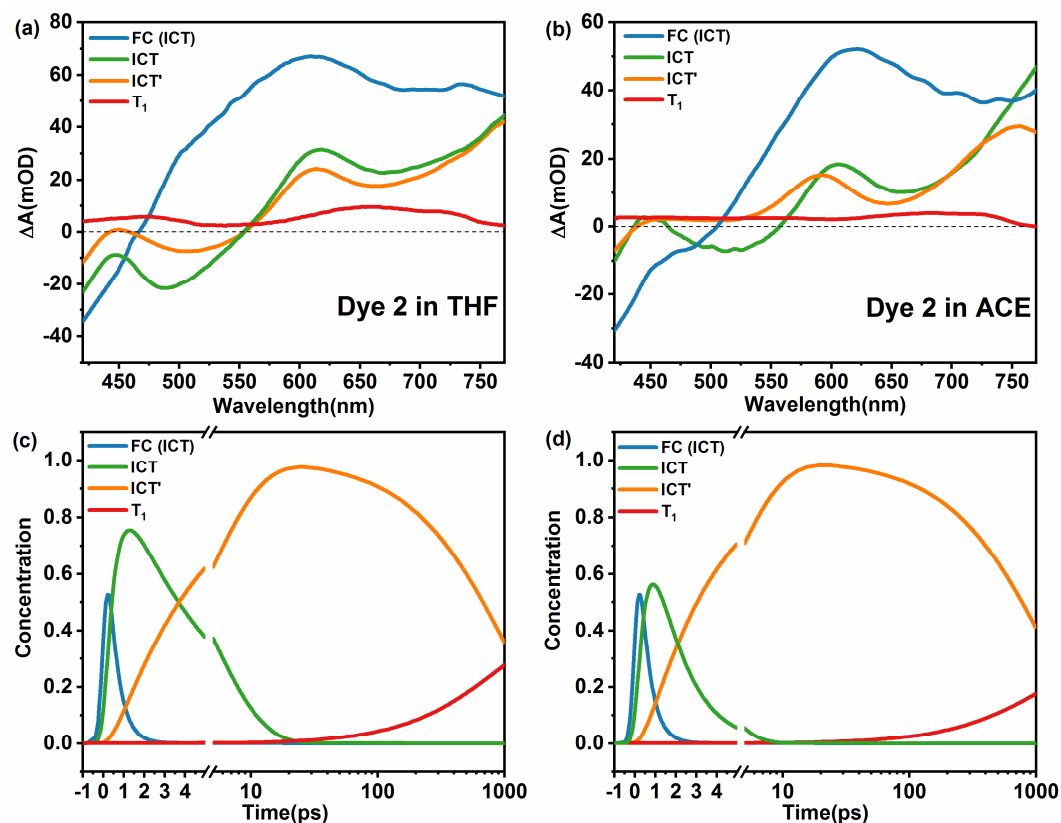 (a)
FC (ICT)
ICT
ICT'
T1
80
60
40
20
0
-20
-40
ΔA(mOD)
Dye 2 in THF
450 500 550 600 650 700 750
Wavelength(nm)
(b)
FC (ICT)
ICT
ICT'
T1
60
40
20
0
-20
-40
ΔA(mOD)
Dye 2 in ACE
450 500 550 600 650 700 750
Wavelength(nm)
(c)
FC (ICT)
ICT
ICT'
T1
1.0
0.8
0.6
0.4
0.2
0.0
Concentration
-1 0 1 2 3 4 10 100 1000
Time(ps)
(d)
FC (ICT)
ICT
ICT'
T1
1.0
0.8
0.6
0.4
0.2
0.0
Concentration
-1 0 1 2 3 4 10 100 1000
Time(ps)